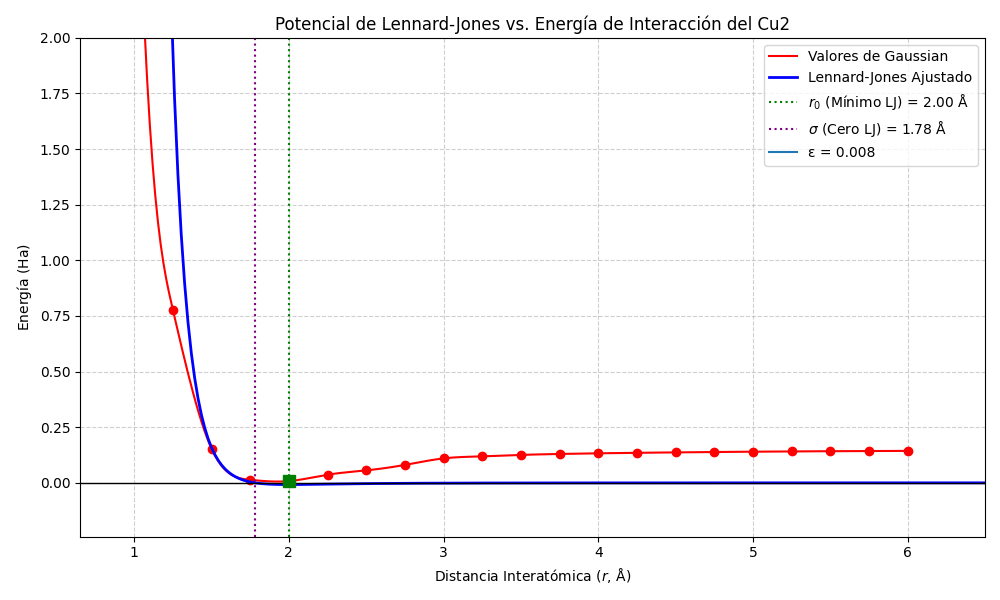 Potencial de Lennard-Jones vs. Energía de Interacción del Cu2
Energía (Ha)
2.00
1.75
1.50
1.25
1.00
0.75
0.50
0.25
0.00
Valores de Gaussian
Lennard-Jones Ajustado
r₀ (Mínimo LJ) = 2.00 Å
σ (Cero LJ) = 1.78 Å
ε = 0.008
1 2 3 4 5 6
Distancia Interatómica (r, Å)